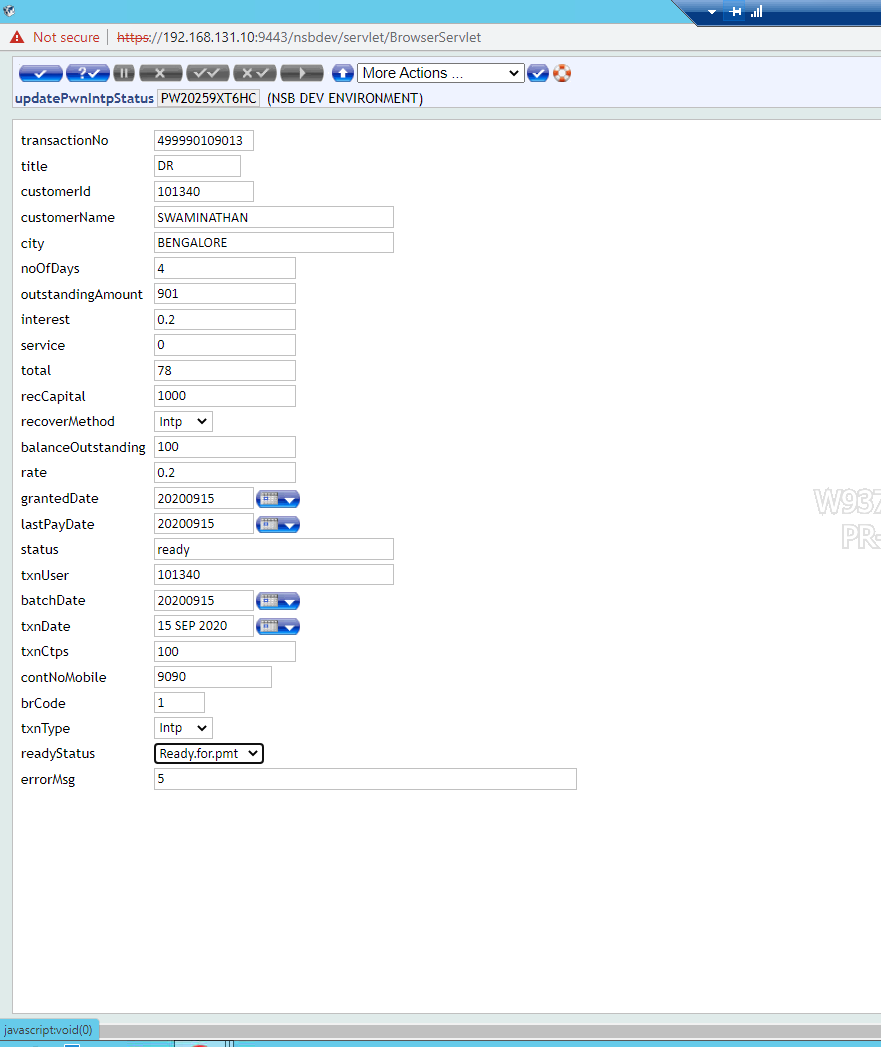 Not secure https://192.168.131.10:9443/nsbdev/servlet/BrowserServlet
More Actions ...
updatePwnIntpStatus PW20259XT6HC (NSB DEV ENVIRONMENT)
transactionNo 499990109013
title DR
customerId 101340
customerName SWAMINATHAN
city BENGALORE
noOfDays 4
outstandingAmount 901
interest 0.2
service 0
total 78
recCapital 1000
recoverMethod Intp
balanceOutstanding 100
rate 0.2
grantedDate 20200915
W937
lastPayDate 20200915
PR-
status ready
txnUser 101340
batchDate 20200915
txnDate 15 SEP 2020
txnCtps 100
contNoMobile 9090
brCode 1
txnType Intp
readyStatus Ready.for.pmt
errorMsg 5
javascript:void(0)